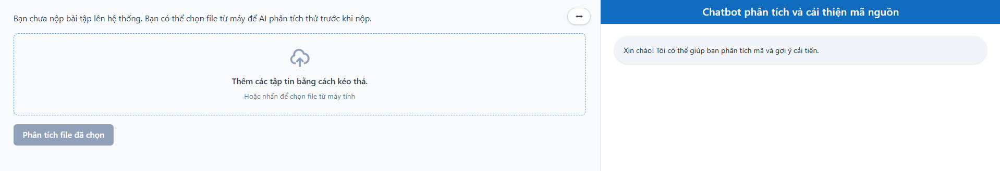 Bạn chưa nộp bài tập lên hệ thống. Bạn có thể chọn file từ máy để AI phân tích thử trước khi nộp.
Thêm các tập tin bằng cách kéo thả.
Hoặc nhấn để chọn file từ máy tính
Phân tích file đã chọn
Chatbot phân tích và cải thiện mã nguồn
Xin chào! Tôi có thể giúp bạn phân tích mã và gợi ý cải tiến.